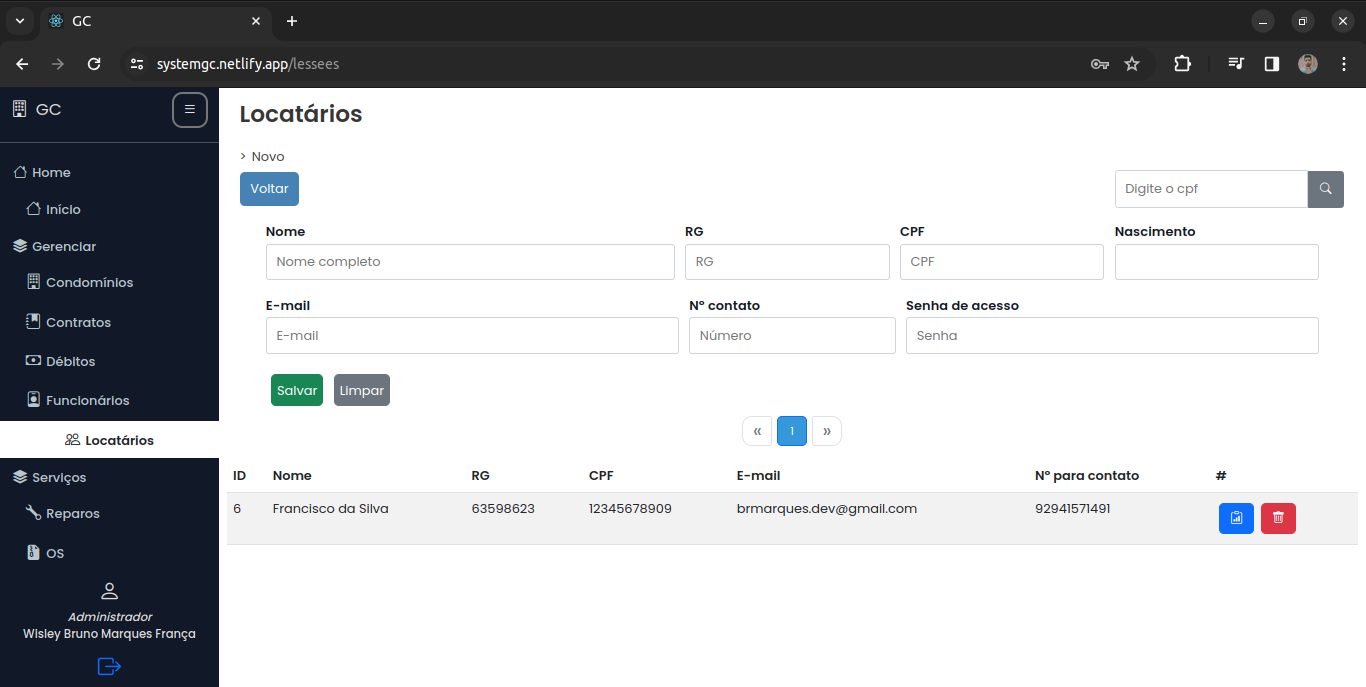 GC
systemgc.netlify.app/lessees
GC
Home
Início
Gerenciar
Condomínios
Contratos
Débitos
Funcionários
Locatários
Serviços
Reparos
OS
Administrador
Wisley Bruno Marques França
Locatários
> Novo
Voltar
Digite o cpf
Nome RG CPF Nascimento
Nome completo RG CPF
E-mail Nº contato Senha de acesso
E-mail Número Senha
Salvar Limpar
« 1 »
ID Nome RG CPF E-mail Nº para contato #
6 Francisco da Silva 63598623 12345678909 brmarques.dev@gmail.com 92941571491